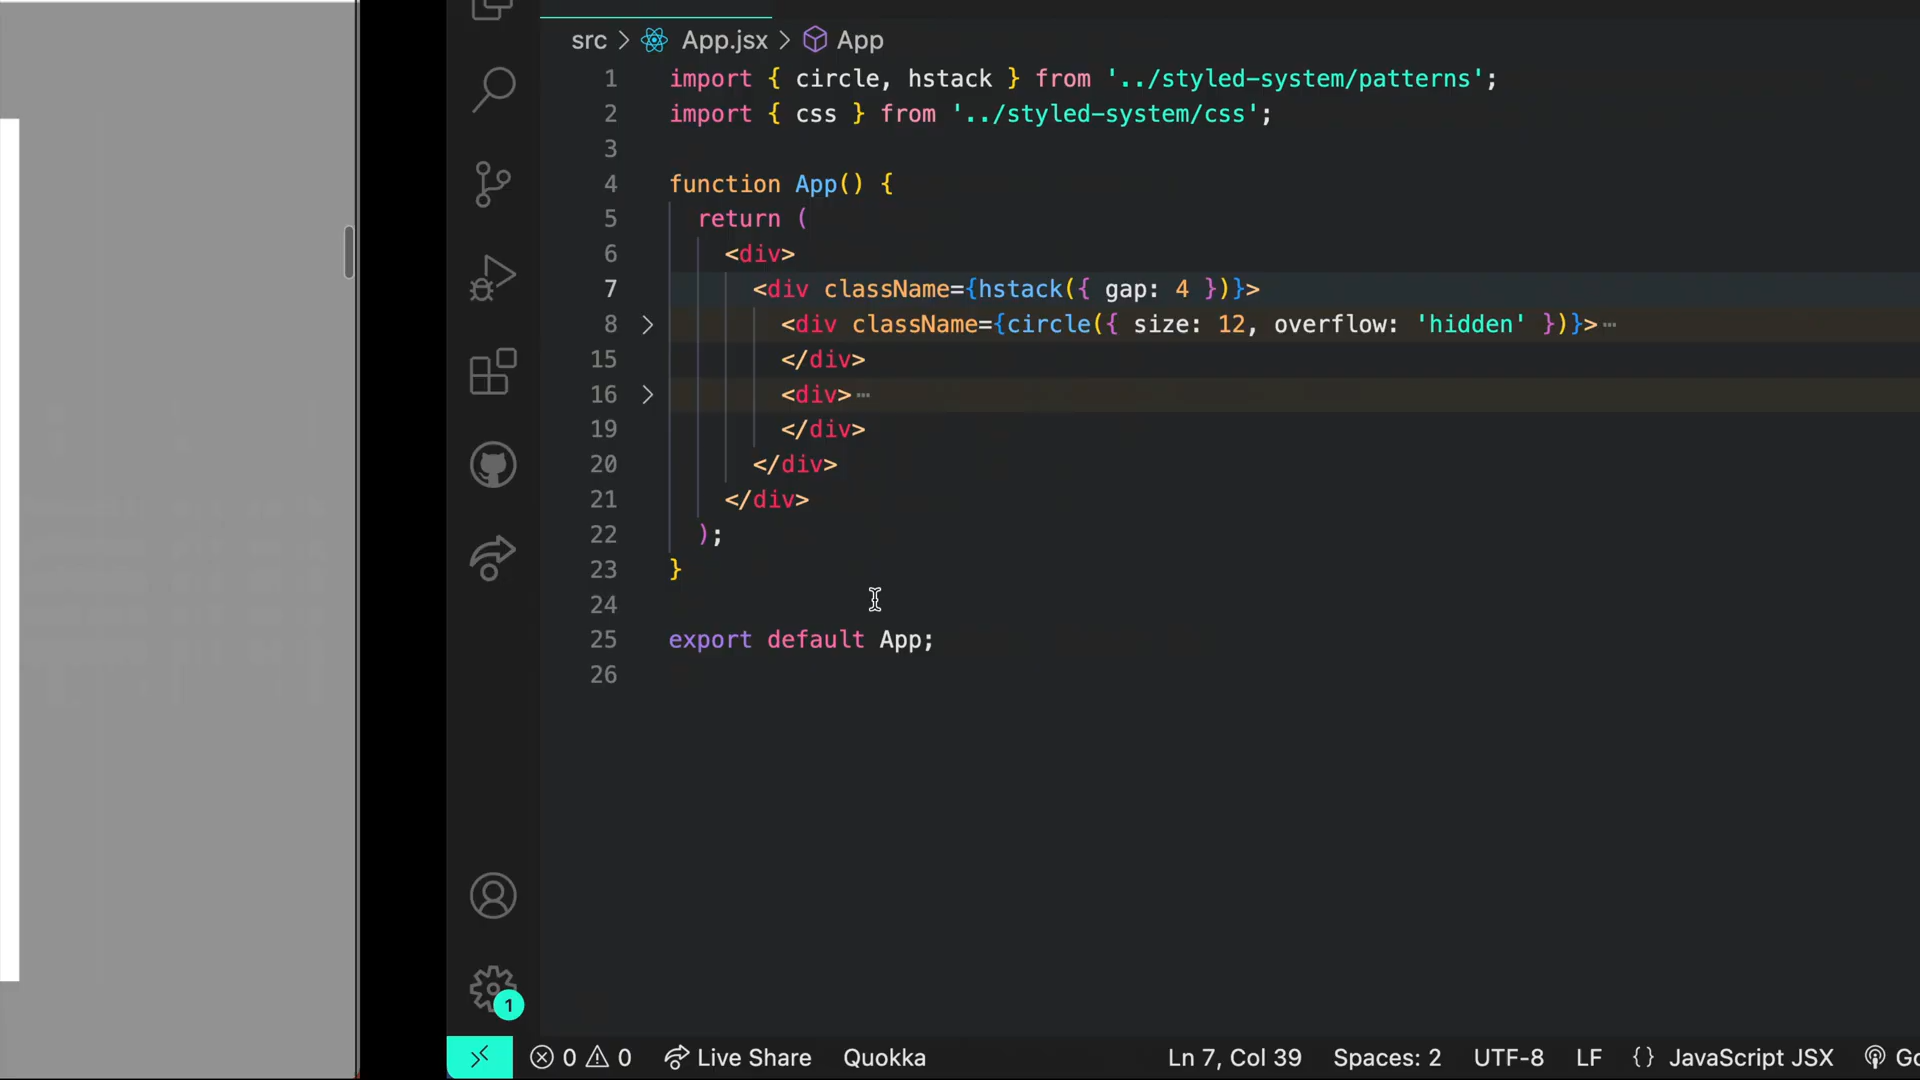 src > App.jsx > App
1 import { circle, hstack } from '../styled-system/patterns';
2 import { css } from '../styled-system/css';
3
4 function App() {
5 return (
6 <div>
7 <div className={hstack({ gap: 4 })}>
8 <div className={circle({ size: 12, overflow: 'hidden' })}>…
15 </div>
16 <div>…
19 </div>
20 </div>
21 </div>
22 );
23 }
24
25 export default App;
26
1
0 0 Live Share Quokka Ln 7, Col 39 Spaces: 2 UTF-8 LF {} JavaScript JSX